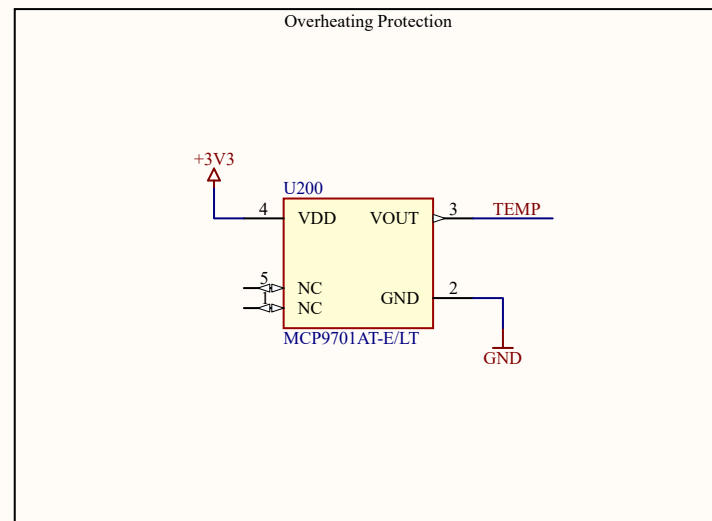 Overheating Protection
+3V3
U200
4 VDD VOUT 3 TEMP
5 NC
1 NC
GND 2
MCP9701AT-E/LT
GND